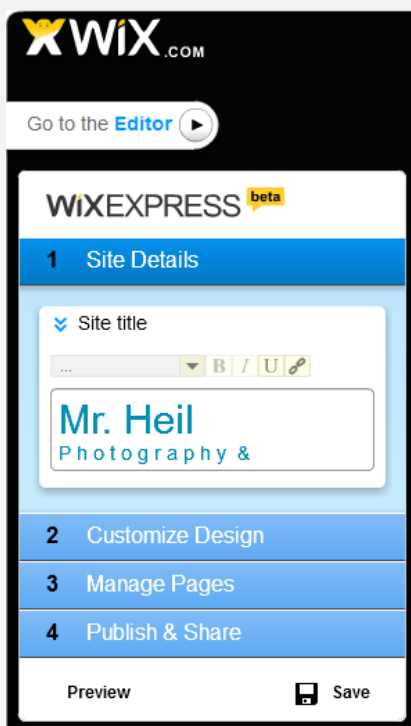 WiX.COM
Go to the Editor
WiXEXPRESS beta
1 Site Details
Site title
... B I U
Mr. Heil
Photography &
2 Customize Design
3 Manage Pages
4 Publish & Share
Preview Save